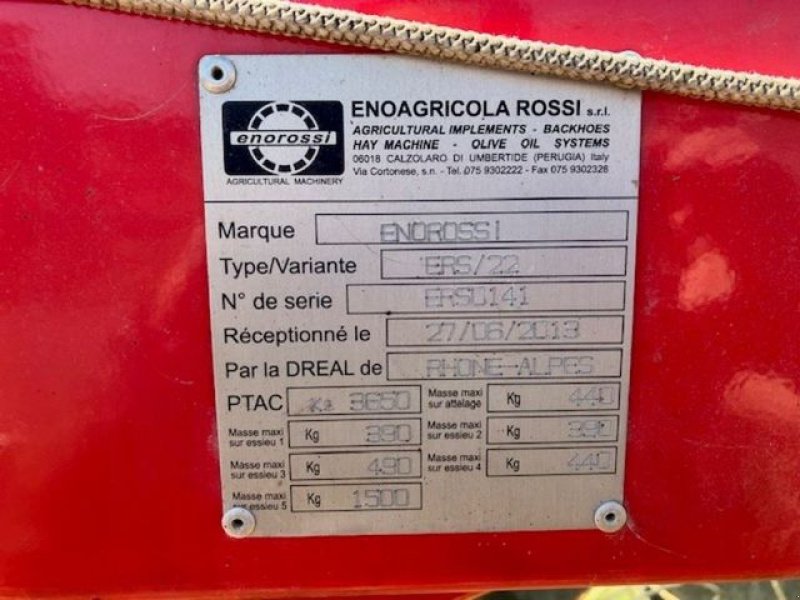 ENOAGRICOLA ROSSI s.r.l.
enorossi
AGRICULTURAL MACHINERY
AGRICULTURAL IMPLEMENTS - BACKHOES
HAY MACHINE - OLIVE OIL SYSTEMS
06018 CALZOLARO DI UMBERTIDE (PERUGIA) Italy
Via Cortonese, s.n. - Tel. 075 9302222 - Fax 075 9302328
Marque ENOROSSI
Type/Variante ERS/22
N° de serie ERS0141
Réceptionné le 27/06/2013
Par la DREAL de RHONE-ALPES
PTAC Kg 3650 Masse maxi sur attelage Kg 440
Masse maxi sur essieu 1 Kg 390 Masse maxi sur essieu 2 Kg 390
Masse maxi sur essieu 3 Kg 490 Masse maxi sur essieu 4 Kg 440
Masse maxi sur essieu 5 Kg 1500